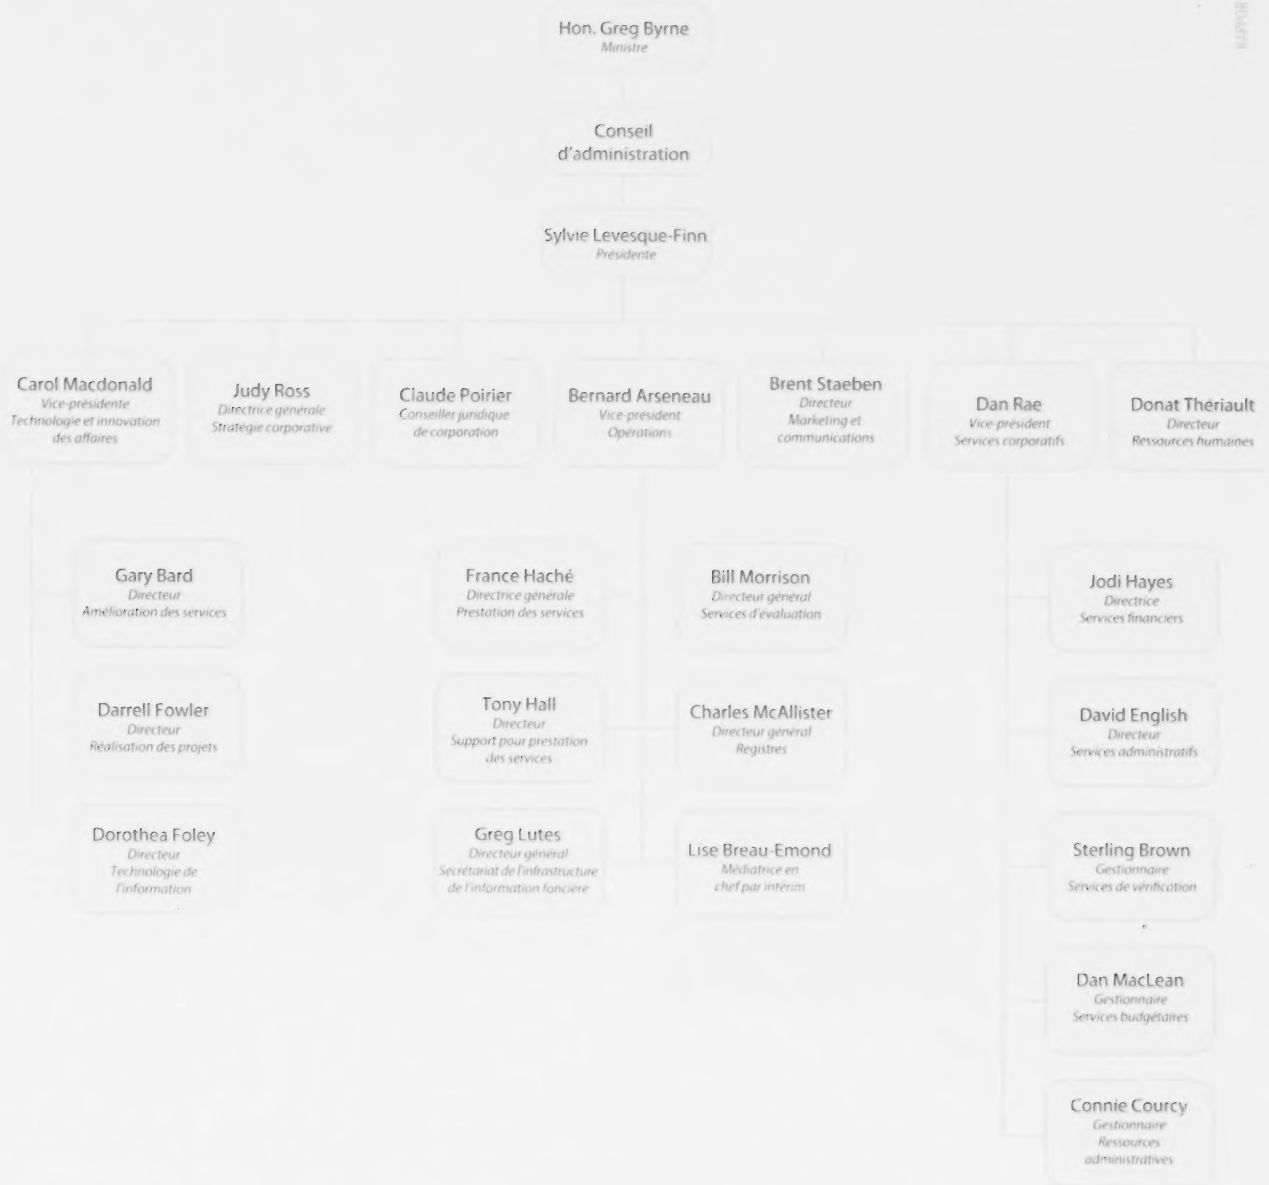 RAPPOR
Hon. Greg Byrne
Ministre
Conseil
d'administration
Sylvie Levesque-Finn
Présidente
Carol Macdonald
Vice-présidente
Technologie et innovation
des affaires
Judy Ross
Directrice générale
Stratégie corporative
Claude Poirier
Conseiller juridique
de corporation
Bernard Arseneau
Vice-président
Opérations
Brent Staeben
Directeur
Marketing et
communications
Dan Rae
Vice-président
Services corporatifs
Donat Thériault
Directeur
Ressources humaines
Gary Bard
Directeur
Amélioration des services
France Haché
Directrice générale
Prestation des services
Bill Morrison
Directeur général
Services d'évaluation
Jodi Hayes
Directrice
Services financiers
Darrell Fowler
Directeur
Réalisation des projets
Tony Hall
Directeur
Support pour prestation
des services
Charles McAllister
Directeur général
Registres
David English
Directeur
Services administratifs
Dorothea Foley
Directeur
Technologie de
l'information
Greg Lutes
Directeur général
Secrétariat de l'infrastructure
de l'information foncière
Lise Breau-Emond
Médiatrice en
chef par intérim
Sterling Brown
Gestionnaire
Services de vérification
Dan MacLean
Gestionnaire
Services budgétaires
Connie Courcy
Gestionnaire
Ressources
administratives